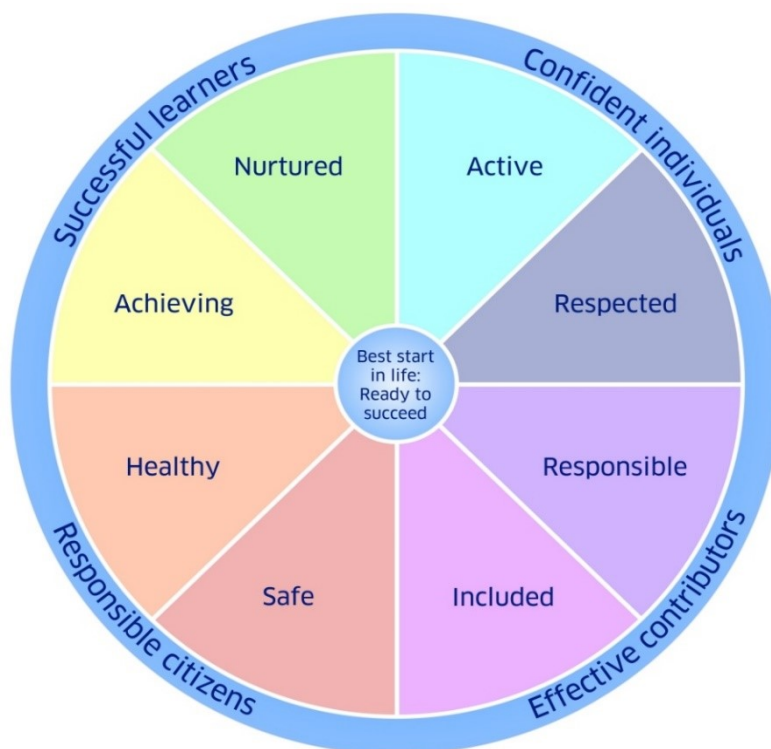 Successful learners
Confident individuals
Nurtured
Active
Achieving
Respected
Best start
in life:
Ready to
succeed
Healthy
Responsible
Safe
Included
Responsible citizens
Effective contributors